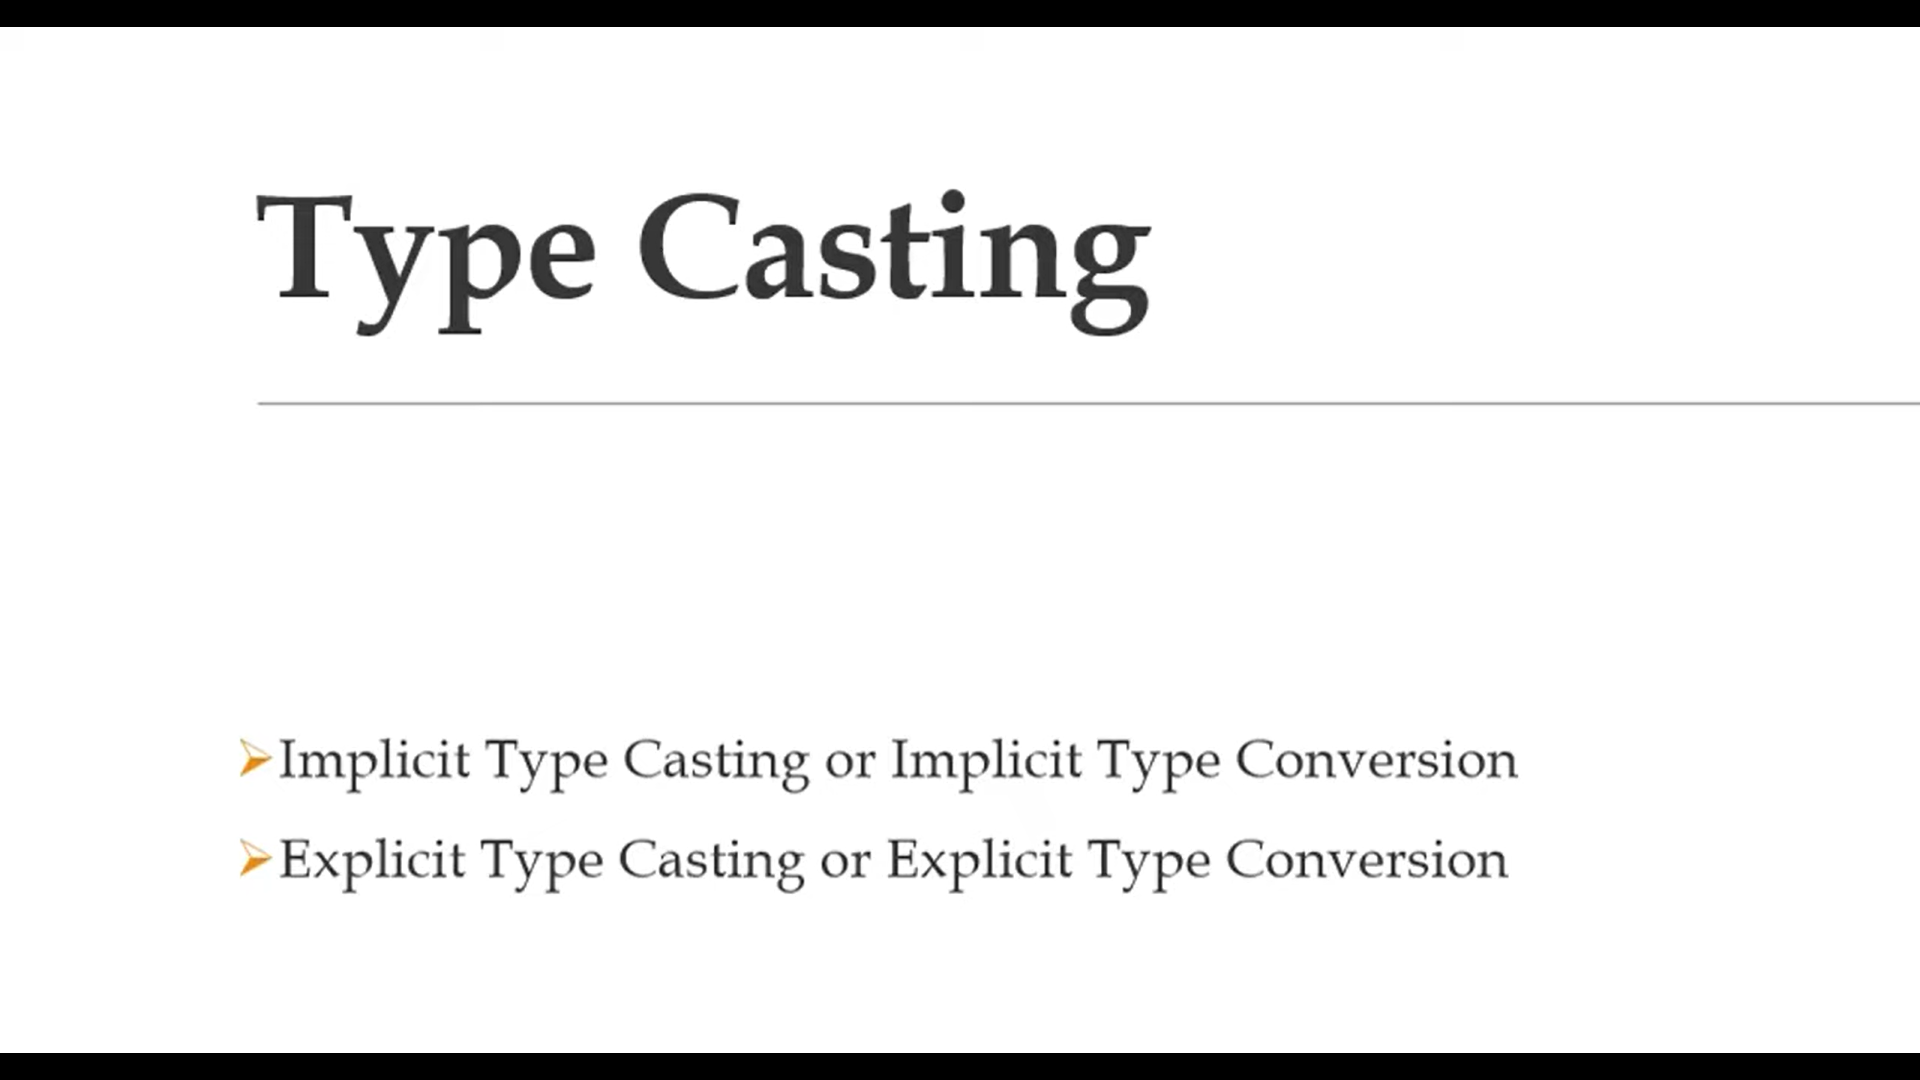 Type Casting
Implicit Type Casting or Implicit Type Conversion
Explicit Type Casting or Explicit Type Conversion